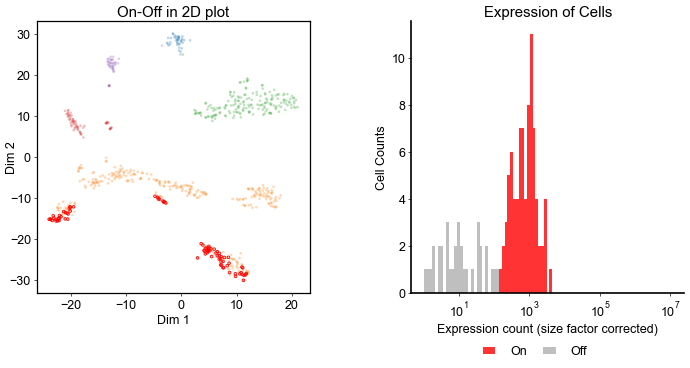 On-Off in 2D plot
Dim 2
30
20
10
0
−10
−20
−30
−20 −10 0 10 20
Dim 1
Expression of Cells
Cell Counts
10
8
6
4
2
0
10^1 10^3 10^5 10^7
Expression count (size factor corrected)
On Off